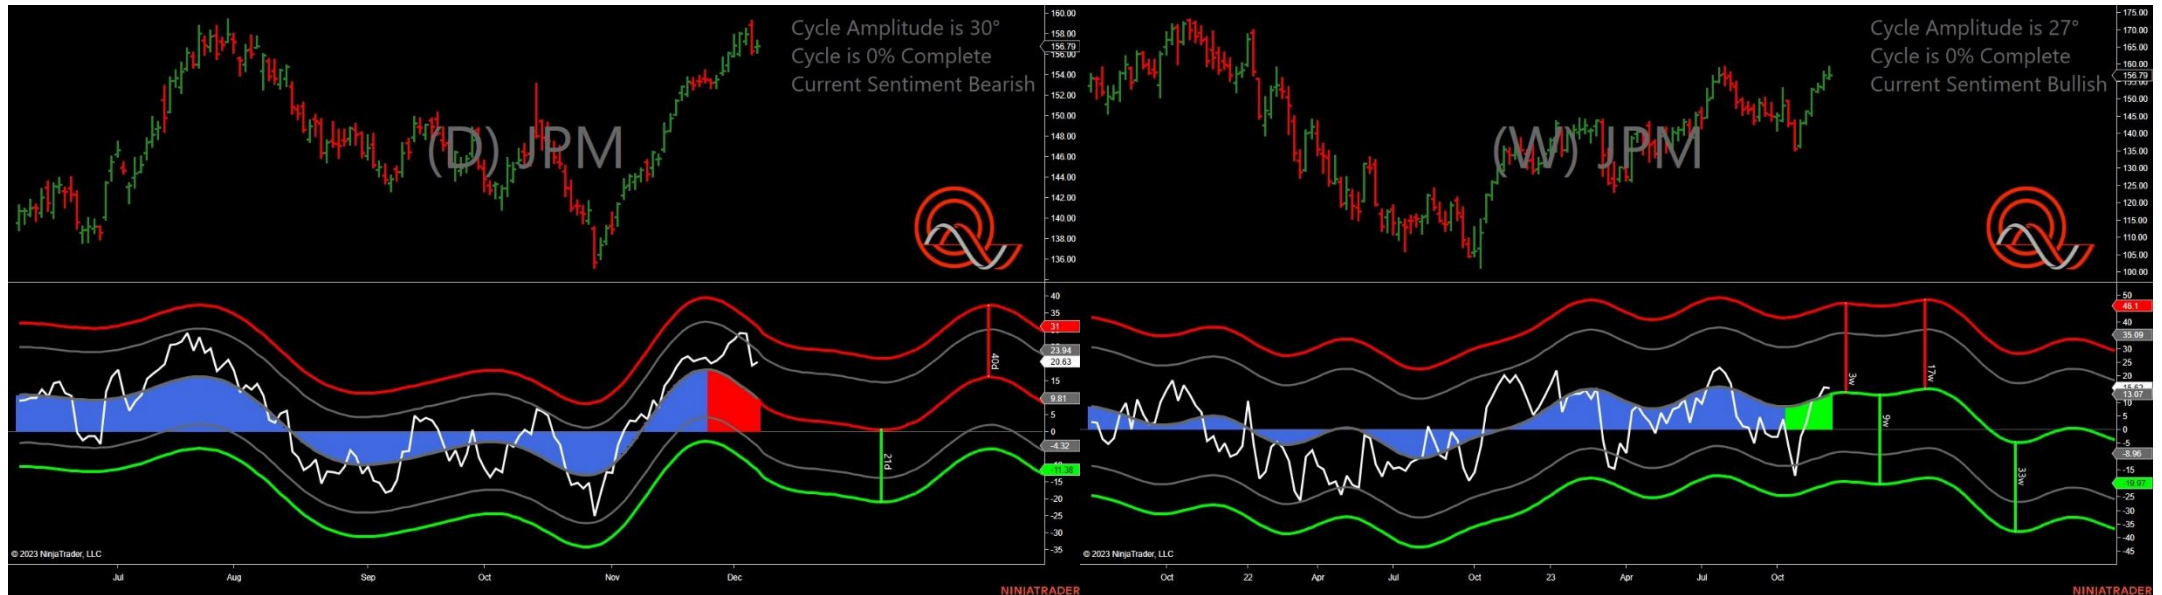 Cycle Amplitude is 30°
Cycle is 0% Complete
Current Sentiment Bearish
(D) JPM
160.00
158.00
156.79
156.00
154.00
152.00
150.00
148.00
146.00
144.00
142.00
140.00
138.00
136.00
40
35
31
23.94
20.63
15
9.81
5
0
-4.32
-11.38
-15
-20
-25
-30
-35
40d
21d
© 2023 NinjaTrader, LLC
Jul
Aug
Sep
Oct
Nov
Dec
NINJATRADER
Cycle Amplitude is 27°
Cycle is 0% Complete
Current Sentiment Bullish
(W) JPM
175.00
170.00
165.00
160.00
156.79
150.00
145.00
140.00
135.00
130.00
125.00
120.00
115.00
110.00
105.00
100.00
50
46.1
40
35.09
30
25
20
15.62
13.07
10
5
0
-5
-8.96
-15
-19.97
-25
-30
-35
-40
-45
3w
17w
9w
33w
© 2023 NinjaTrader, LLC
Oct
22
Apr
Jul
Oct
23
Apr
Jul
Oct
NINJATRADER